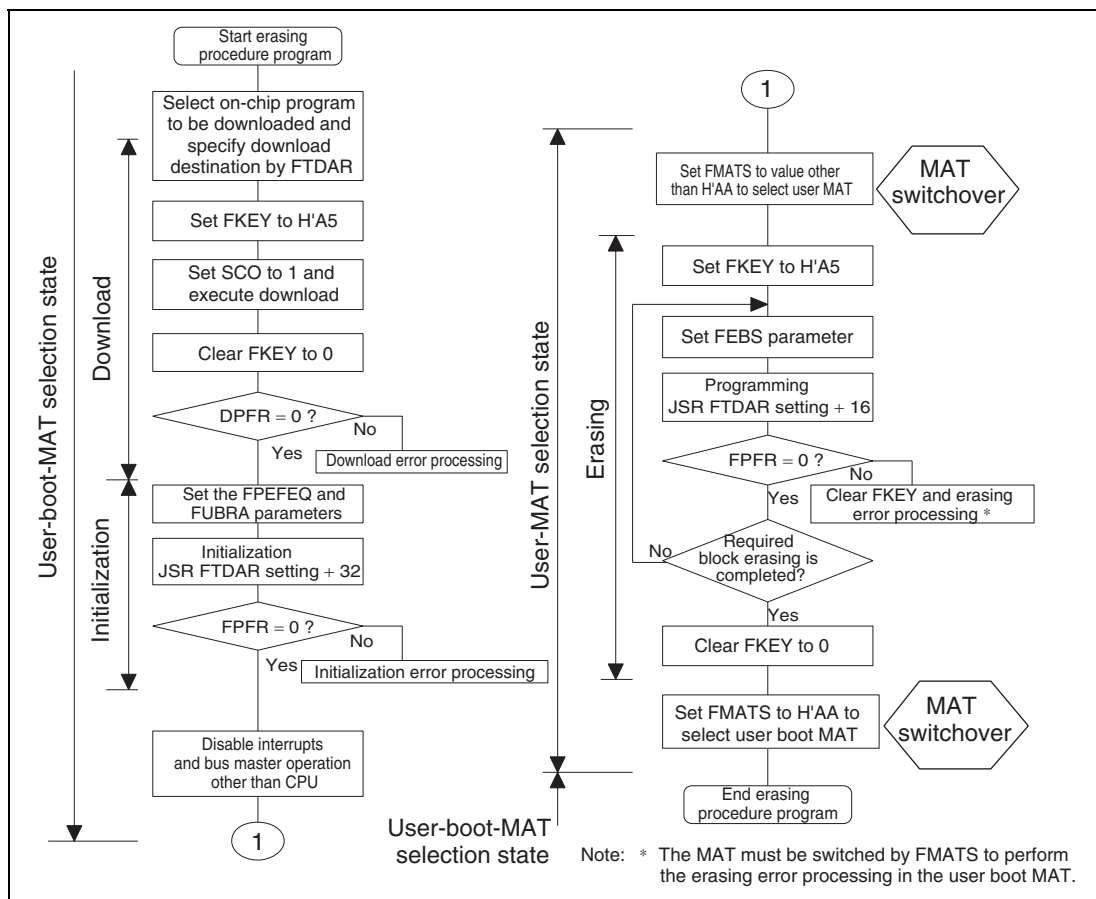 Start erasing
procedure program
Select on-chip program
to be downloaded and
specify download
destination by FTDAR
Set FKEY to H'A5
Set SCO to 1 and
execute download
Clear FKEY to 0
DPFR = 0 ?
No
Yes
Download error processing
Set the FPEFEQ and
FUBRA parameters
Initialization
JSR FTDAR setting + 32
FPFR = 0 ?
No
Yes
Initialization error processing
Disable interrupts
and bus master operation
other than CPU
1
User-boot-MAT selection state
Download
Initialization
1
Set FMATS to value other
than H'AA to select user MAT
MAT
switchover
Set FKEY to H'A5
Set FEBS parameter
Programming
JSR FTDAR setting + 16
FPFR = 0 ?
No
Yes
Clear FKEY and erasing
error processing *
Required
block erasing is
completed?
No
Yes
Clear FKEY to 0
Set FMATS to H'AA to
select user boot MAT
MAT
switchover
End erasing
procedure program
User-MAT selection state
Erasing
User-boot-MAT
selection state
Note: * The MAT must be switched by FMATS to perform
the erasing error processing in the user boot MAT.